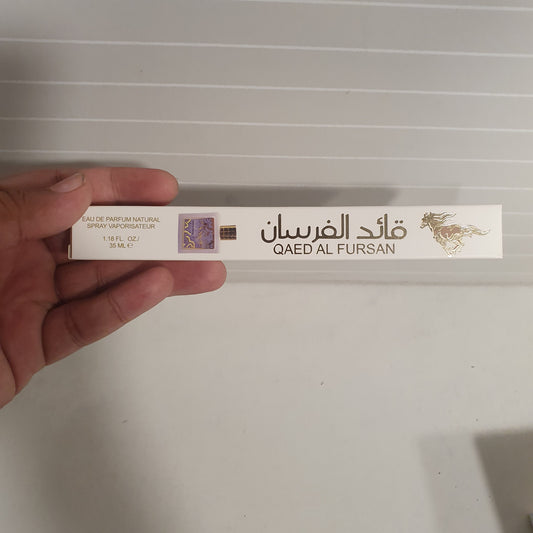 EAU DE PARFUM NATURAL
SPRAY VAPORISATEUR
1.18 FL. OZ./
35 ML ℮
قائد الفرسان
QAED AL FURSAN